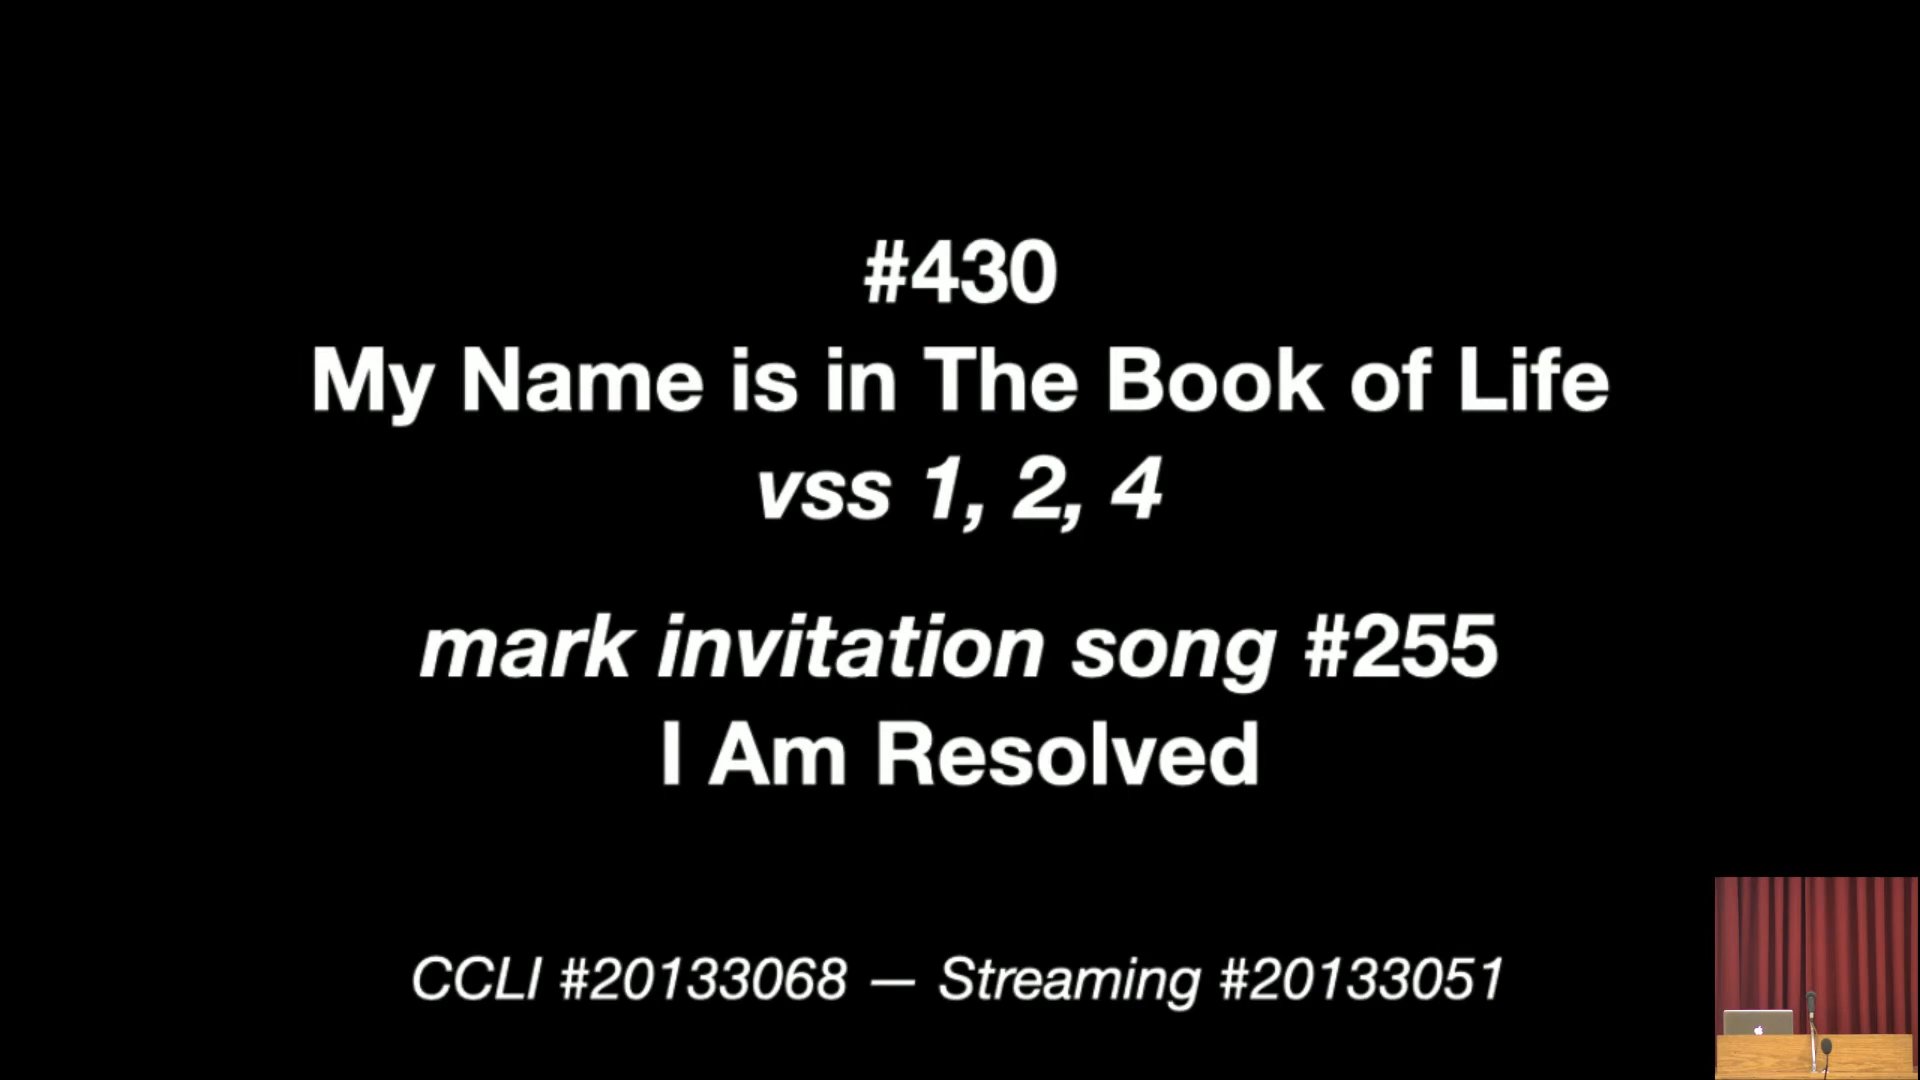 #430
My Name is in The Book of Life
vss 1, 2, 4
mark invitation song #255
I Am Resolved
CCLI #20133068 — Streaming #20133051